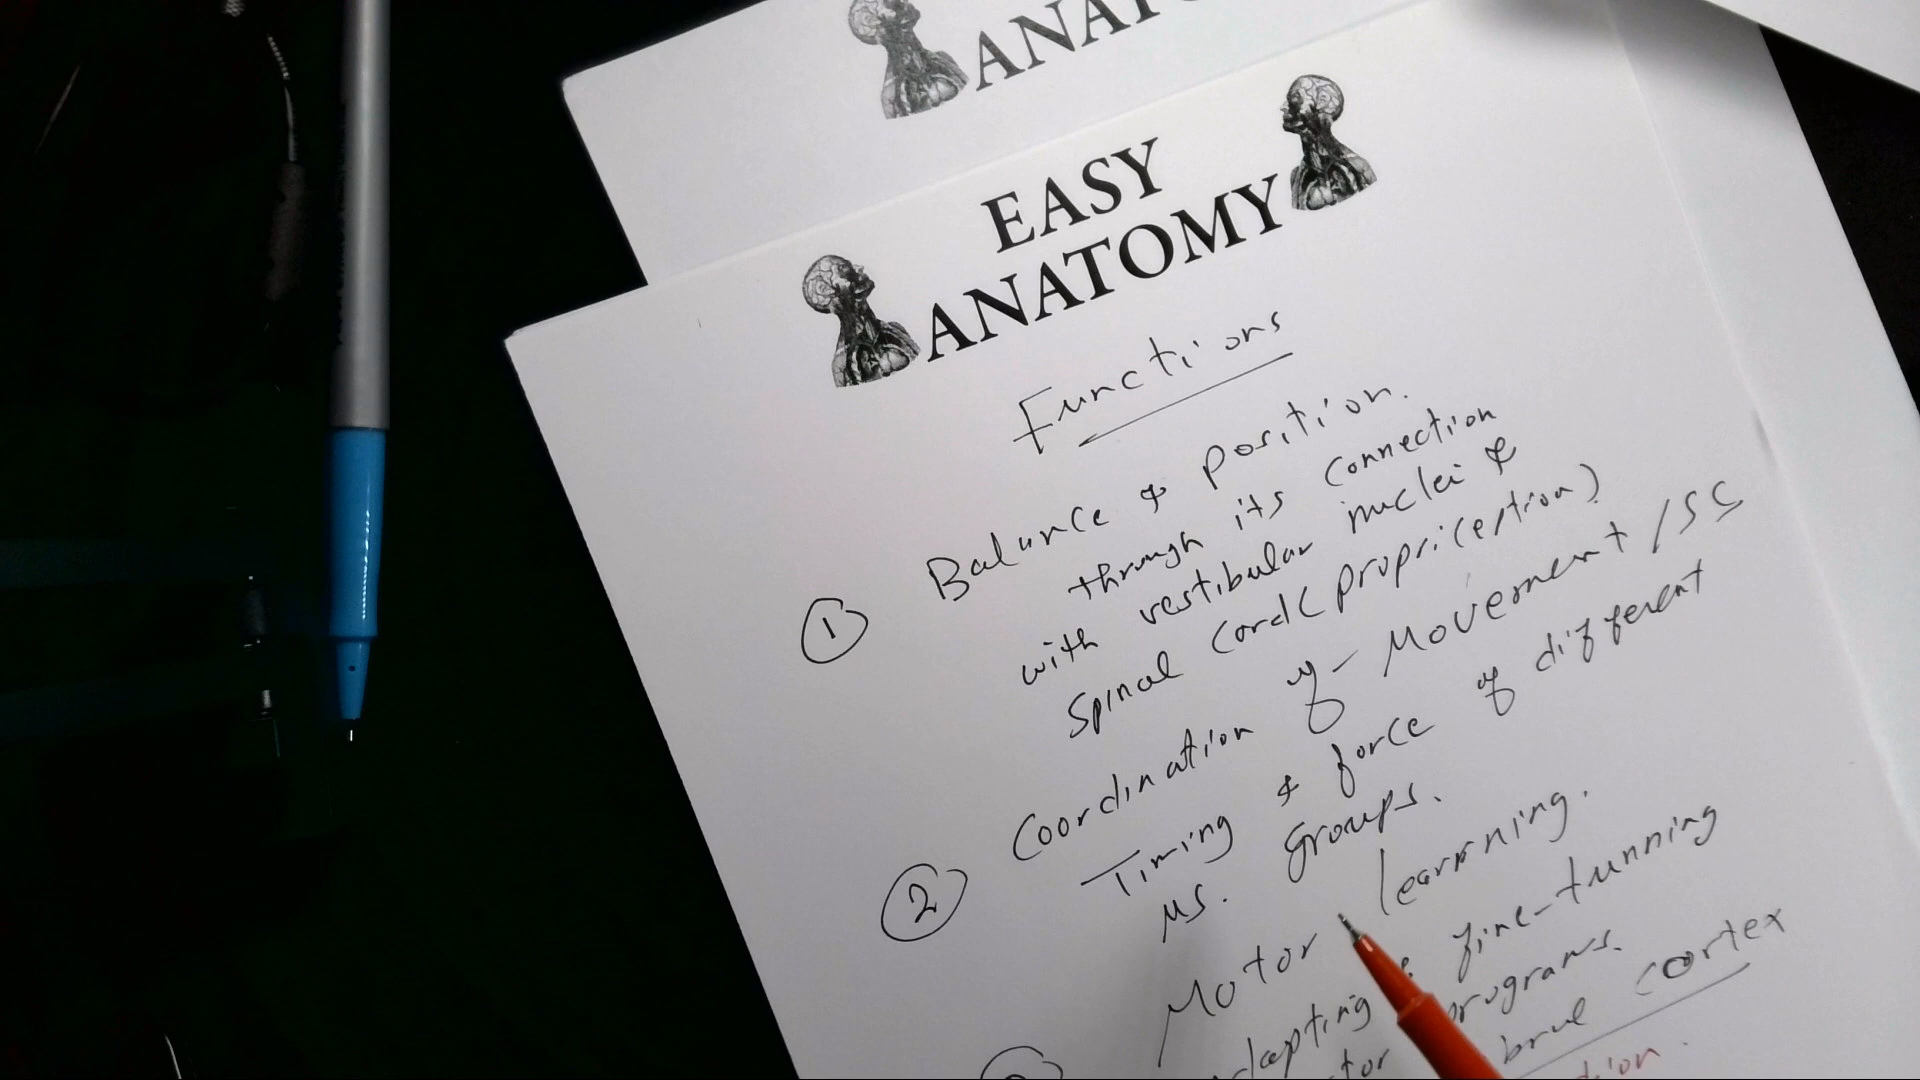 ANAT
EASY
ANATOMY
Functions
① Balance & position.
through its connection
with vestibular nuclei &
spinal cord (propriception)
② Coordination of - Movement / SC
Timing & force of different
Ms. groups.
Motor learning.
adapting & fine-tunning
programs.
cortex